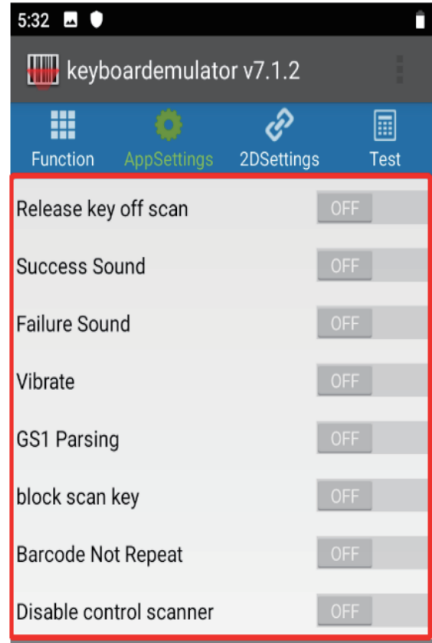 5:32
keyboardemulator v7.1.2
Function AppSettings 2DSettings Test
Release key off scan OFF
Success Sound OFF
Failure Sound OFF
Vibrate OFF
GS1 Parsing OFF
block scan key OFF
Barcode Not Repeat OFF
Disable control scanner OFF